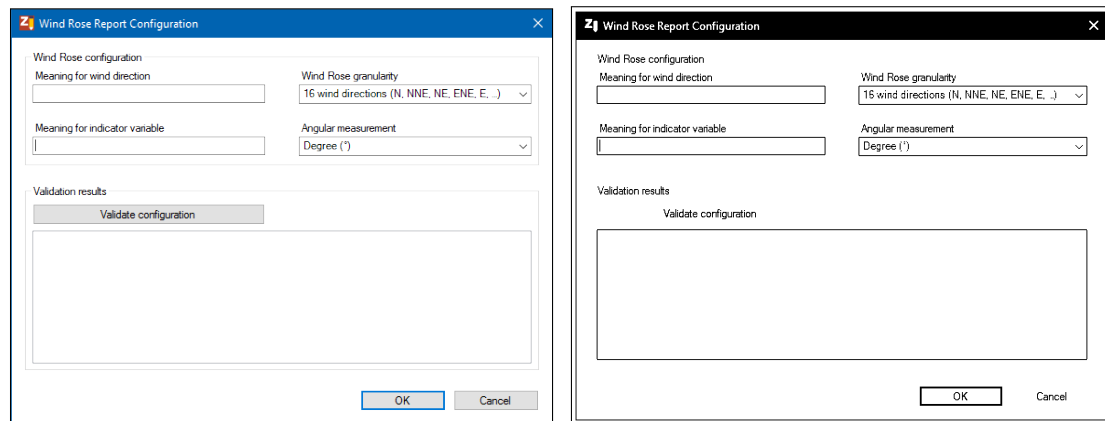 Wind Rose Report Configuration
Wind Rose configuration
Meaning for wind direction
Wind Rose granularity
16 wind directions (N, NNE, NE, ENE, E, ..)
Meaning for indicator variable
Angular measurement
Degree (°)
Validation results
Validate configuration
OK
Cancel
Wind Rose Report Configuration
Wind Rose configuration
Meaning for wind direction
Wind Rose granularity
16 wind directions (N, NNE, NE, ENE, E, ..)
Meaning for indicator variable
Angular measurement
Degree (°)
Validation results
Validate configuration
OK
Cancel